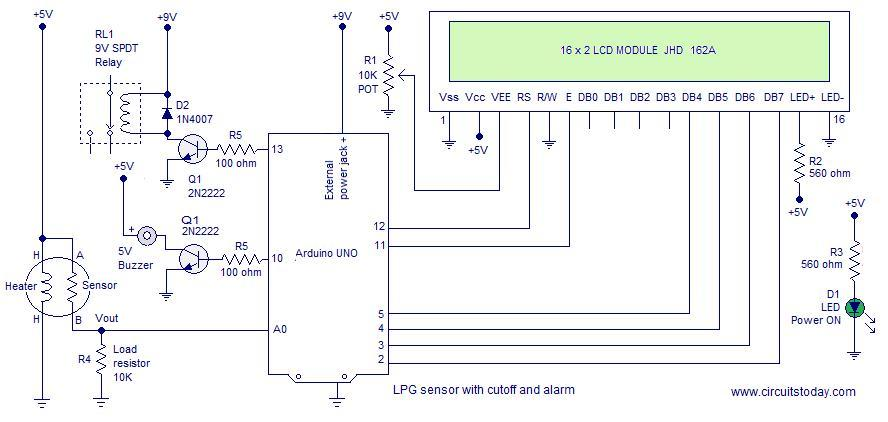 +5V
+9V
+9V
+5V
+5V
RL1
9V SPDT
Relay
D2
1N4007
R5
100 ohm
Q1
2N2222
+5V
+
5V
Buzzer
Q1
2N2222
R5
100 ohm
H
A
Heater
Sensor
H
B
Vout
R4
Load
resistor
10K
External
power jack +
13
10
A0
Arduino UNO
12
11
5
4
3
2
R1
10K
POT
16 x 2 LCD MODULE JHD 162A
Vss Vcc VEE RS R/W E DB0 DB1 DB2 DB3 DB4 DB5 DB6 DB7 LED+ LED-
1
16
+5V
R2
560 ohm
+5V
R3
560 ohm
D1
LED
Power ON
LPG sensor with cutoff and alarm
www.circuitstoday.com